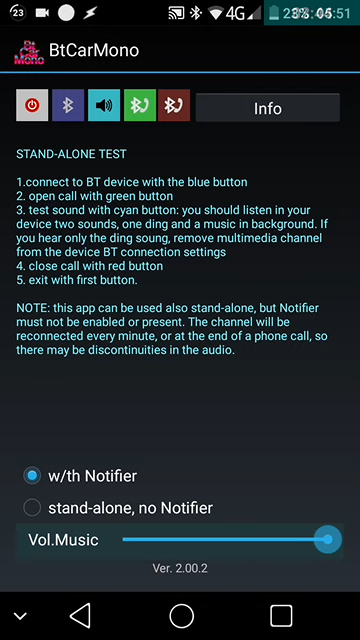 23
4G
:51
Bt
Car
Mono
BtCarMono
Info
STAND-ALONE TEST
1.connect to BT device with the blue button
2. open call with green button
3. test sound with cyan button: you should listen in your
device two sounds, one ding and a music in background. If
you hear only the ding soung, remove multimedia channel
from the device BT connection settings
4. close call with red button
5. exit with first button.
NOTE: this app can be used also stand-alone, but Notifier
must not be enabled or present. The channel will be
reconnected every minute, or at the end of a phone call, so
there may be discontinuities in the audio.
w/th Notifier
stand-alone, no Notifier
Vol.Music
Ver. 2.00.2